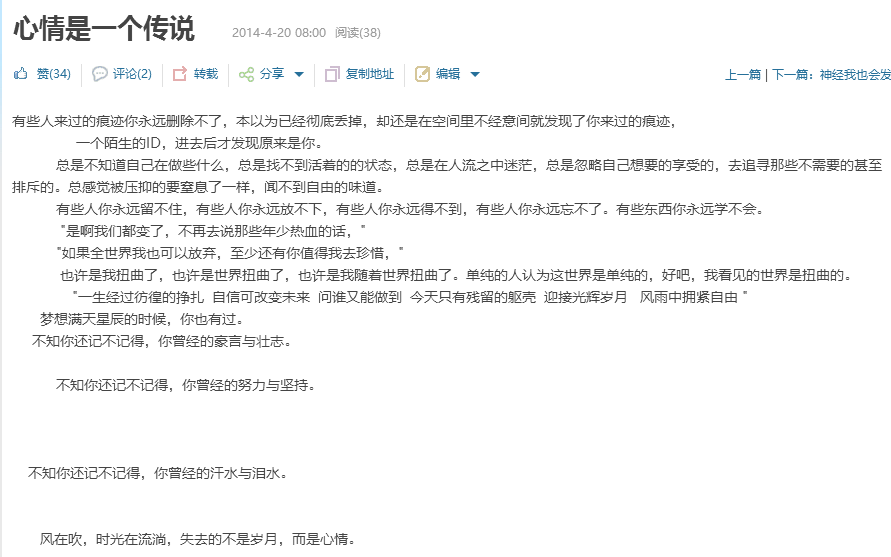 心情是一个传说 2014-4-20 08:00 阅读(38)
赞(34) 评论(2) 转载 分享 复制地址 编辑 上一篇 | 下一篇：神经我也会发
有些人来过的痕迹你永远删除不了，本以为已经彻底丢掉，却还是在空间里不经意间就发现了你来过的痕迹，
一个陌生的ID，进去后才发现原来是你。
总是不知道自己在做些什么，总是找不到活着的的状态，总是在人流之中迷茫，总是忽略自己想要的享受的，去追寻那些不需要的甚至
排斥的。总感觉被压抑的要窒息了一样，闻不到自由的味道。
有些人你永远留不住，有些人你永远放不下，有些人你永远得不到，有些人你永远忘不了。有些东西你永远学不会。
"是啊我们都变了，不再去说那些年少热血的话，"
"如果全世界我也可以放弃，至少还有你值得我去珍惜，"
也许是我扭曲了，也许是世界扭曲了，也许是我随着世界扭曲了。单纯的人认为这世界是单纯的，好吧，我看见的世界是扭曲的。
"一生经过彷徨的挣扎 自信可改变未来 问谁又能做到 今天只有残留的躯壳 迎接光辉岁月 风雨中拥紧自由 "
梦想满天星辰的时候，你也有过。
不知你还记不记得，你曾经的豪言与壮志。
不知你还记不记得，你曾经的努力与坚持。
不知你还记不记得，你曾经的汗水与泪水。
风在吹，时光在流淌，失去的不是岁月，而是心情。